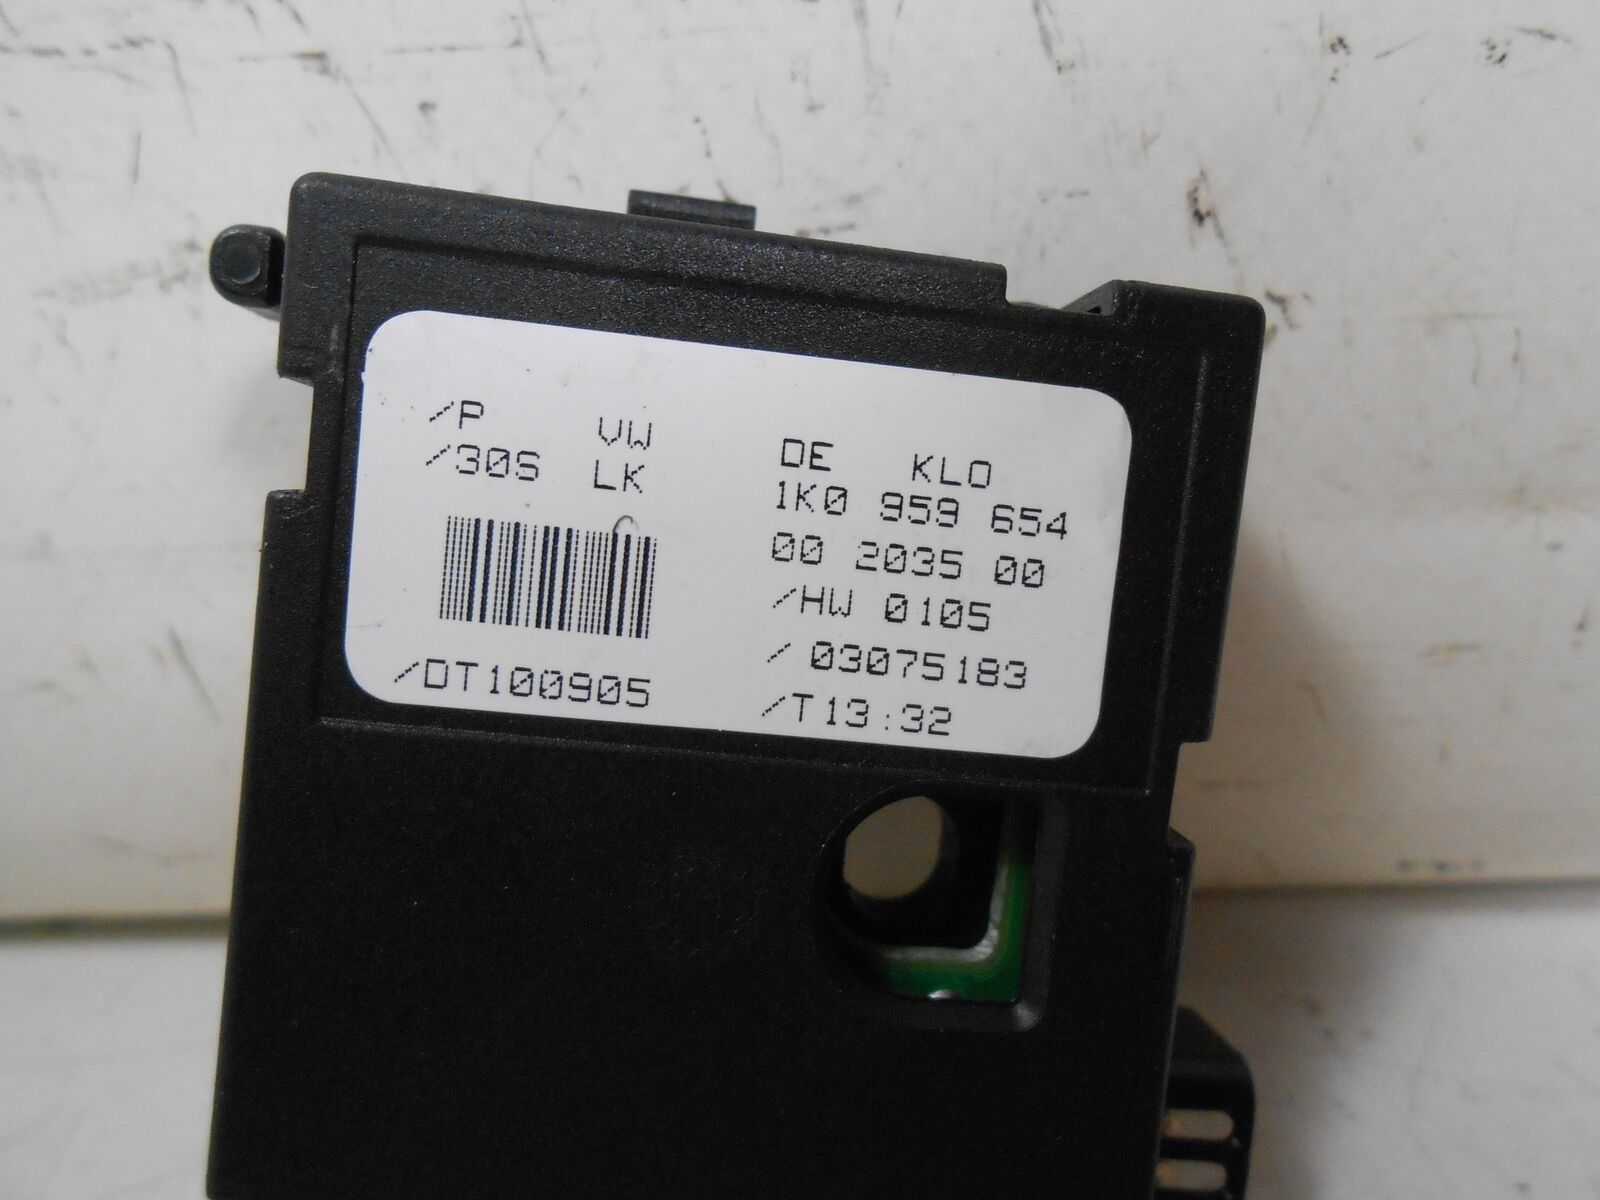 /P VW DE KLO
/30S LK 1K0 959 654
00 2035 00
/HW 0105
/ 03075183
/DT100905 /T13:32